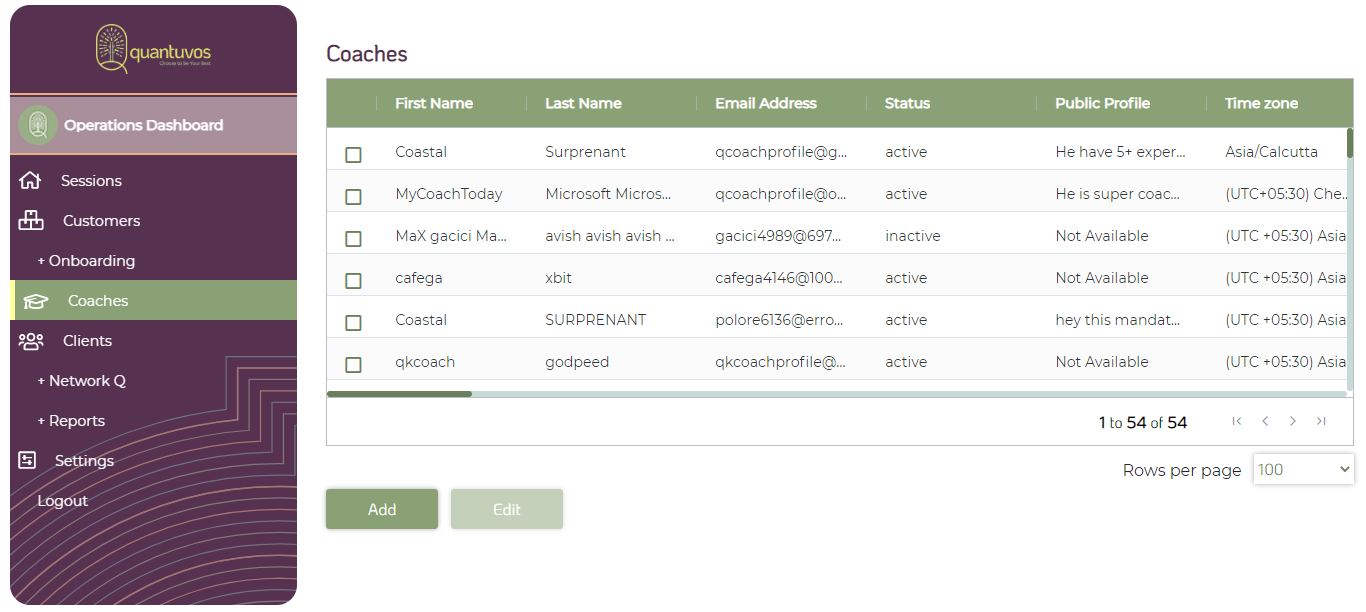 quantuvos
Choose to be Your Best
Operations Dashboard
Sessions
Customers
+ Onboarding
Coaches
Clients
+ Network Q
+ Reports
Settings
Logout
Coaches
First Name Last Name Email Address Status Public Profile Time zone
Coastal Surprenant qcoachprofile@g... active He have 5+ exper... Asia/Calcutta
MyCoachToday Microsoft Micros... qcoachprofile@o... active He is super coac... (UTC+05:30) Che...
MaX gacici Ma... avish avish avish ... gacici4989@697... inactive Not Available (UTC +05:30) Asia
cafega xbit cafega4146@100... active Not Available (UTC +05:30) Asia
Coastal SURPRENANT polore6136@erro... active hey this mandat... (UTC +05:30) Asia
qkcoach godpeed qkcoachprofile@... active Not Available (UTC +05:30) Asia
1 to 54 of 54
Rows per page 100
Add Edit